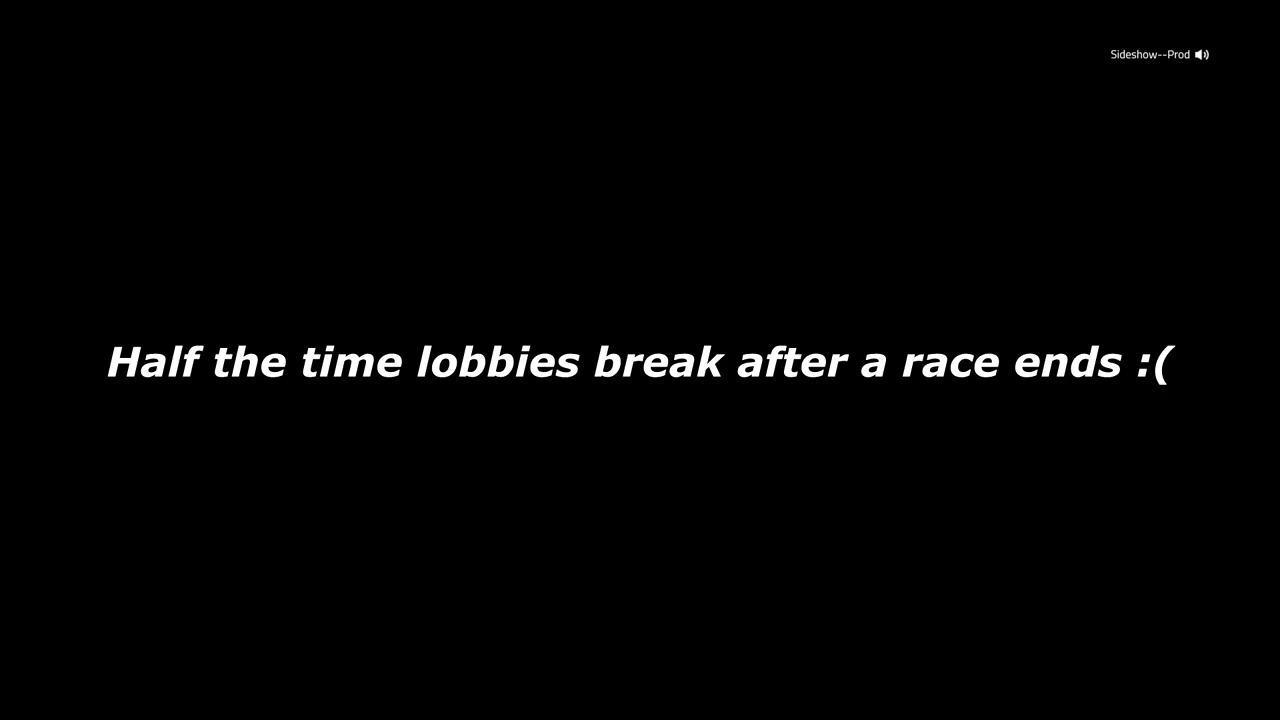 Sideshow--Prod
Half the time lobbies break after a race ends :(